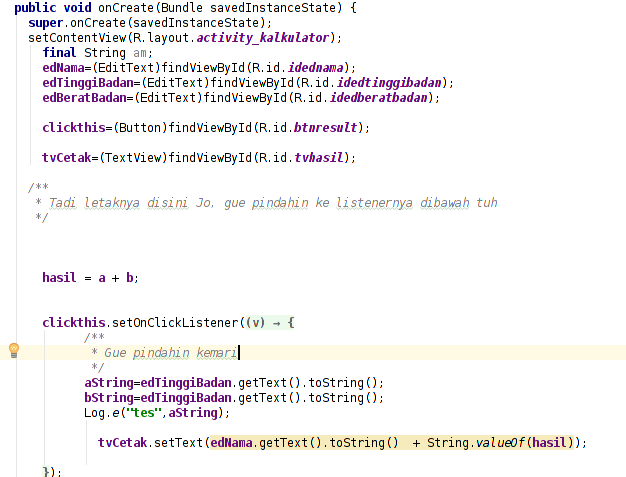 public void onCreate(Bundle savedInstanceState) {
super.onCreate(savedInstanceState);
setContentView(R.layout.activity_kalkulator);
final String am;
edNama=(EditText)findViewById(R.id.idednama);
edTinggiBadan=(EditText)findViewById(R.id.idedtinggibadan);
edBeratBadan=(EditText)findViewById(R.id.idedberatbadan);
clickthis=(Button)findViewById(R.id.btnresult);
tvCetak=(TextView)findViewById(R.id.tvhasil);
/**
* Tadi letaknya disini Jo, gue pindahin ke listenernya dibawah tuh
*/
hasil = a + b;
clickthis.setOnClickListener((v) → {
/**
* Gue pindahin kemari
*/
aString=edTinggiBadan.getText().toString();
bString=edTinggiBadan.getText().toString();
Log.e("tes",aString);
tvCetak.setText(edNama.getText().toString()  + String.valueOf(hasil));
});